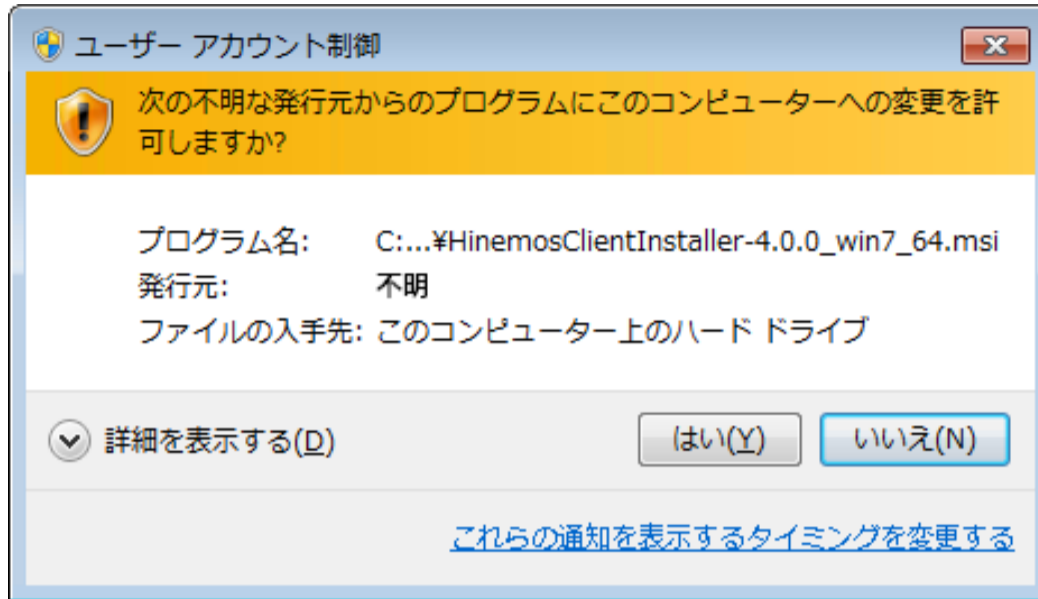 ユーザー アカウント制御
次の不明な発行元からのプログラムにこのコンピューターへの変更を許
可しますか?
プログラム名: C:...¥HinemosClientInstaller-4.0.0_win7_64.msi
発行元: 不明
ファイルの入手先: このコンピューター上のハード ドライブ
詳細を表示する(D) はい(Y) いいえ(N)
これらの通知を表示するタイミングを変更する